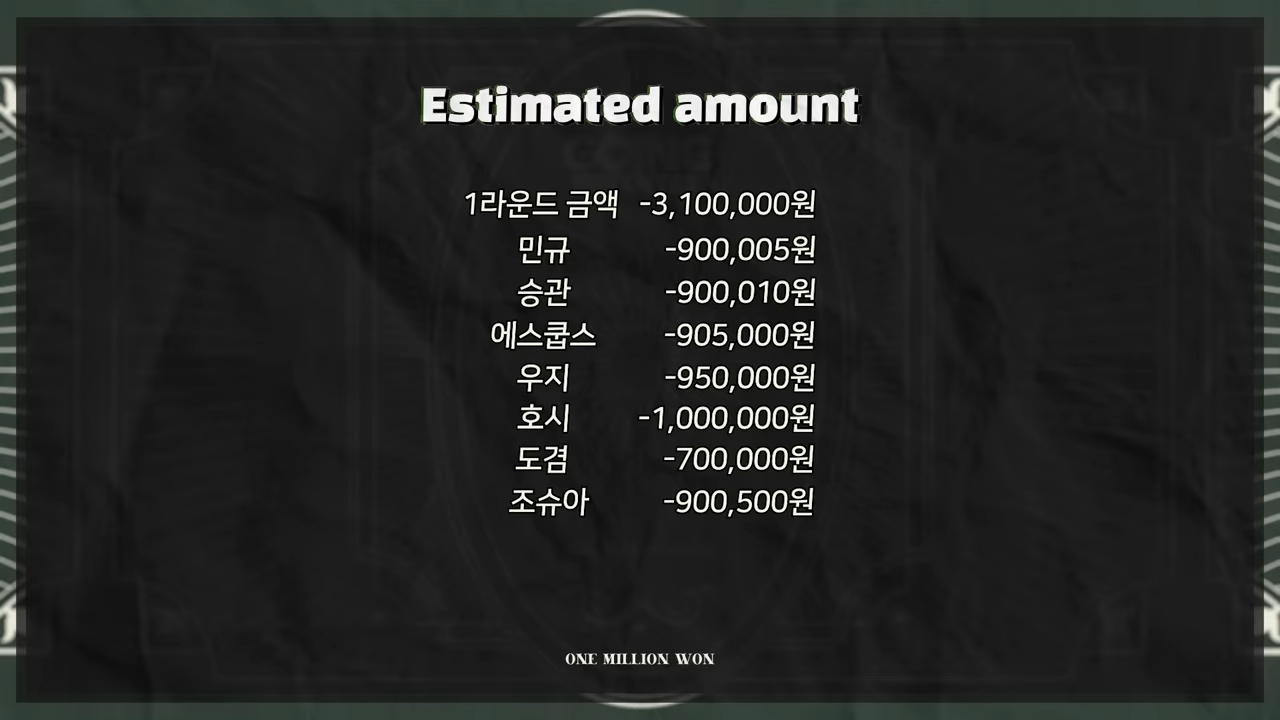 Estimated amount
1라운드 금액 -3,100,000원
민규 -900,005원
승관 -900,010원
에스쿱스 -905,000원
우지 -950,000원
호시 -1,000,000원
도겸 -700,000원
조슈아 -900,500원
ONE MILLION WON